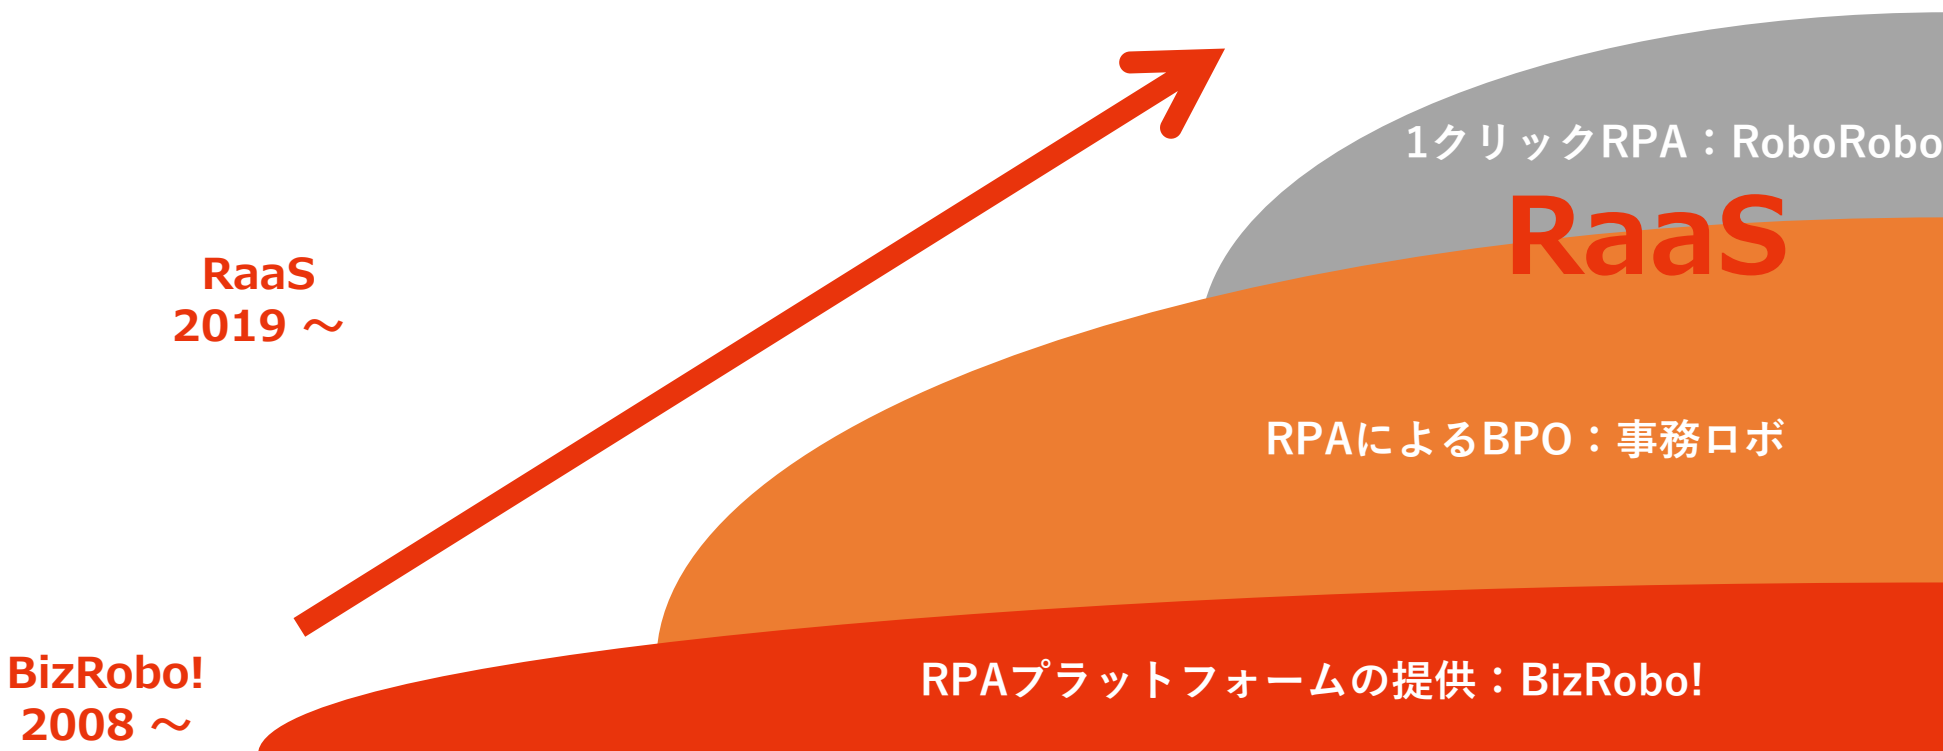 1クリックRPA：RoboRobo
RaaS
RaaS
2019 ～
RPAによるBPO：事務ロボ
BizRobo!
2008 ～
RPAプラットフォームの提供：BizRobo!